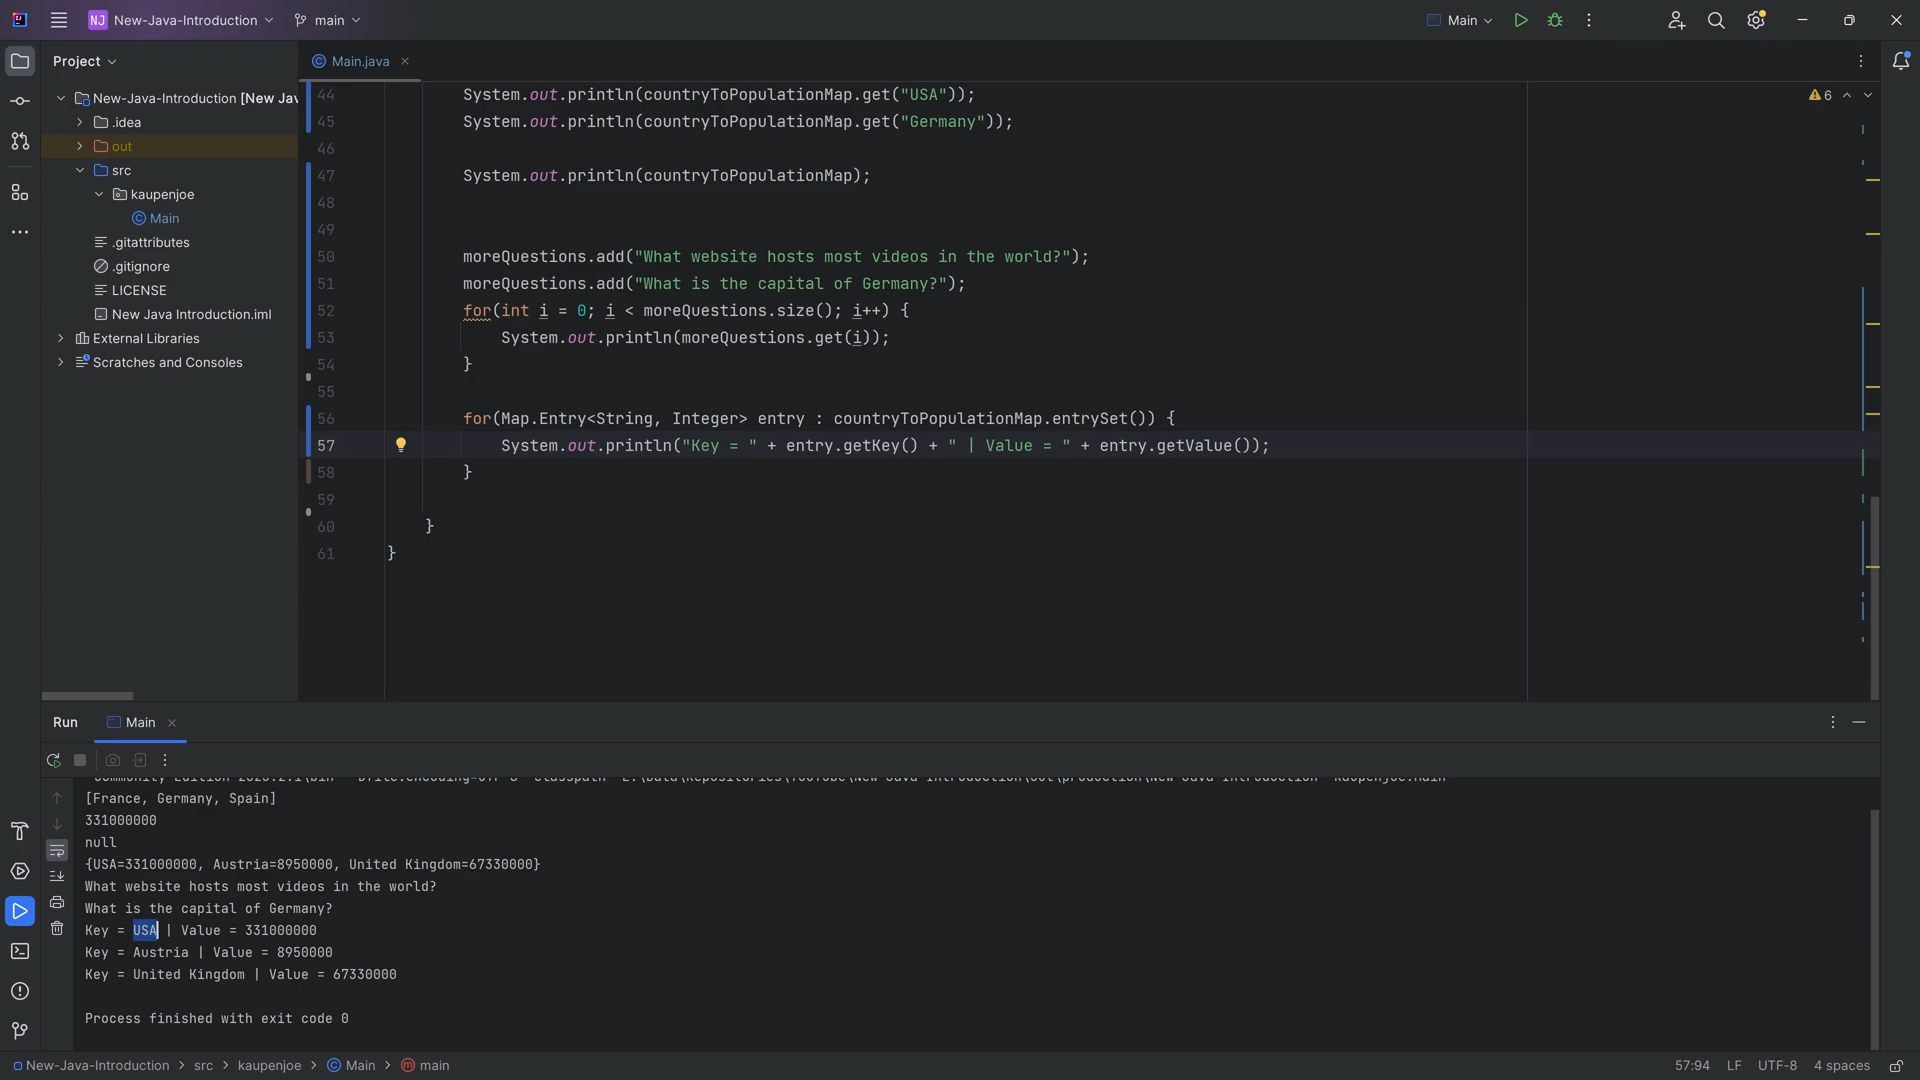 NJ New-Java-Introduction main Main
Project
New-Java-Introduction [New Jav
.idea
out
src
kaupenjoe
Main
.gitattributes
.gitignore
LICENSE
New Java Introduction.iml
External Libraries
Scratches and Consoles
Main.java
6
44 System.out.println(countryToPopulationMap.get("USA"));
45 System.out.println(countryToPopulationMap.get("Germany"));
46
47 System.out.println(countryToPopulationMap);
48
49
50 moreQuestions.add("What website hosts most videos in the world?");
51 moreQuestions.add("What is the capital of Germany?");
52 for(int i = 0; i < moreQuestions.size(); i++) {
53 System.out.println(moreQuestions.get(i));
54 }
55
56 for(Map.Entry<String, Integer> entry : countryToPopulationMap.entrySet()) {
57 System.out.println("Key = " + entry.getKey() + " | Value = " + entry.getValue());
58 }
59
60 }
61 }
Run Main
[France, Germany, Spain]
331000000
null
{USA=331000000, Austria=8950000, United Kingdom=67330000}
What website hosts most videos in the world?
What is the capital of Germany?
Key = USA | Value = 331000000
Key = Austria | Value = 8950000
Key = United Kingdom | Value = 67330000
Process finished with exit code 0
New-Java-Introduction > src > kaupenjoe > Main > main 57:94 LF UTF-8 4 spaces